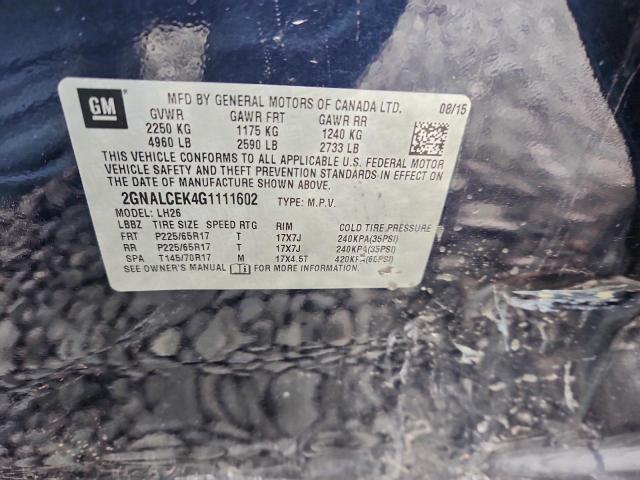 GM
MFD BY GENERAL MOTORS OF CANADA LTD. 08/15
GVWR GAWR FRT GAWR RR
2250 KG 1175 KG 1240 KG
4960 LB 2590 LB 2733 LB
THIS VEHICLE CONFORMS TO ALL APPLICABLE U.S. FEDERAL MOTOR
VEHICLE SAFETY AND THEFT PREVENTION STANDARDS IN EFFECT ON
THE DATE OF MANUFACTURE SHOWN ABOVE.
2GNALCEK4G1111602 TYPE: M.P.V.
MODEL: LH26
LBBZ TIRE SIZE SPEED RTG RIM COLD TIRE PRESSURE
FRT P225/65R17 T 17X7J 240KPA(35PSI)
RR P225/65R17 T 17X7J 240KPA(35PSI)
SPA T145/70R17 M 17X4.5T 420KPA(60PSI)
SEE OWNER'S MANUAL FOR MORE INFORMATION.